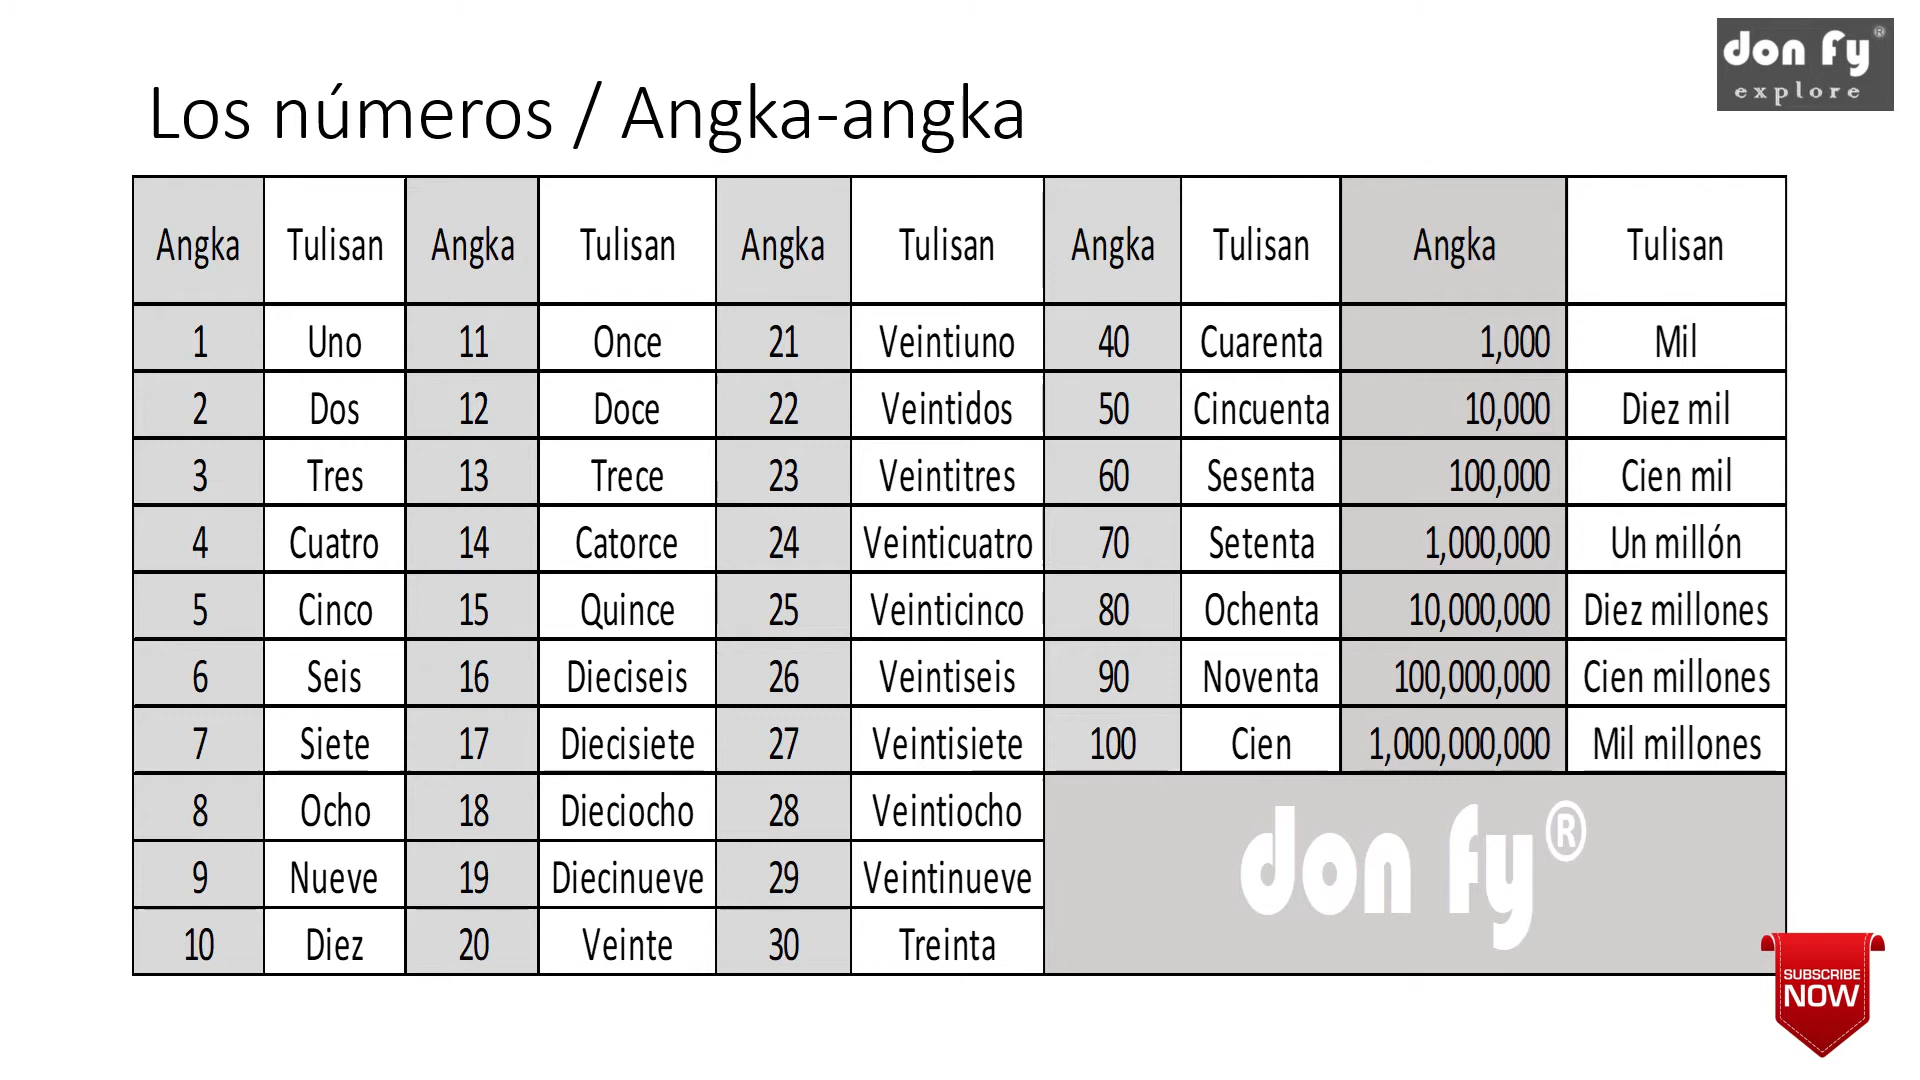 don fy®
explore
Los números / Angka-angka
Angka Tulisan Angka Tulisan Angka Tulisan Angka Tulisan Angka Tulisan
1 Uno 11 Once 21 Veintiuno 40 Cuarenta 1,000 Mil
2 Dos 12 Doce 22 Veintidos 50 Cincuenta 10,000 Diez mil
3 Tres 13 Trece 23 Veintitres 60 Sesenta 100,000 Cien mil
4 Cuatro 14 Catorce 24 Veinticuatro 70 Setenta 1,000,000 Un millón
5 Cinco 15 Quince 25 Veinticinco 80 Ochenta 10,000,000 Diez millones
6 Seis 16 Dieciseis 26 Veintiseis 90 Noventa 100,000,000 Cien millones
7 Siete 17 Diecisiete 27 Veintisiete 100 Cien 1,000,000,000 Mil millones
8 Ocho 18 Dieciocho 28 Veintiocho
9 Nueve 19 Diecinueve 29 Veintinueve
10 Diez 20 Veinte 30 Treinta
don fy®
SUBSCRIBE
NOW